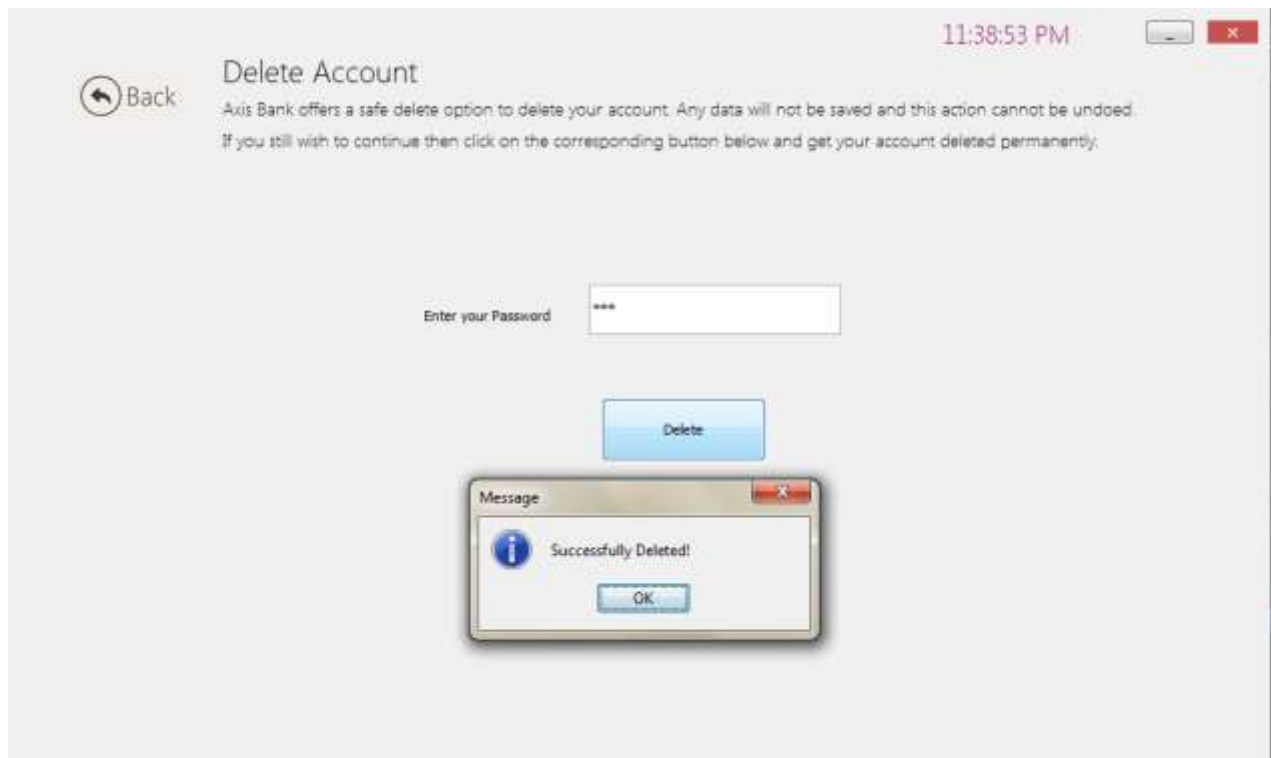 11:38:53 PM
Back
Delete Account
Axis Bank offers a safe delete option to delete your account. Any data will not be saved and this action cannot be undoed.
If you still wish to continue then click on the corresponding button below and get your account deleted permanently.
Enter your Password
***
Delete
Message
Successfully Deleted!
OK